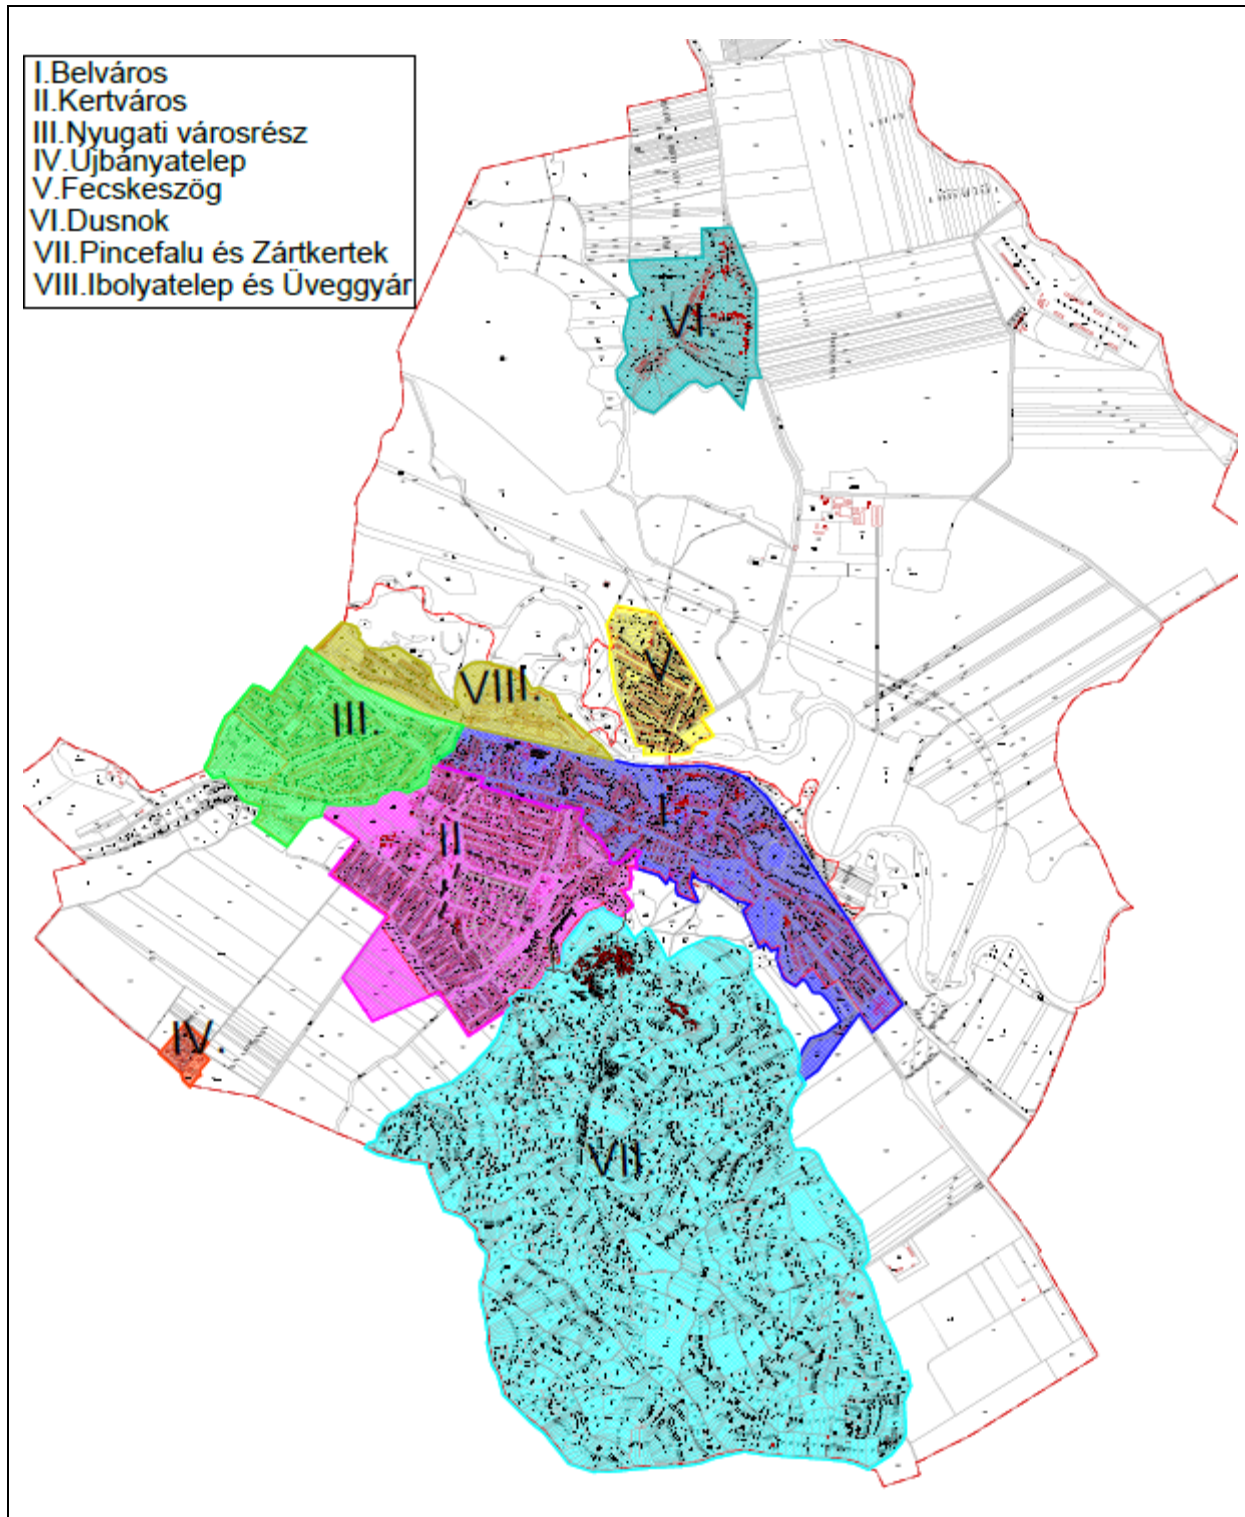 I.Belváros
II.Kertváros
III.Nyugati városrész
IV.Újbányatelep
V.Fecskeszög
VI.Dusnok
VII.Pincefalu és Zártkertek
VIII.Ibolyatelep és Üveggyár
VI.
V
VIII.
III.
I
II
IV.
VII